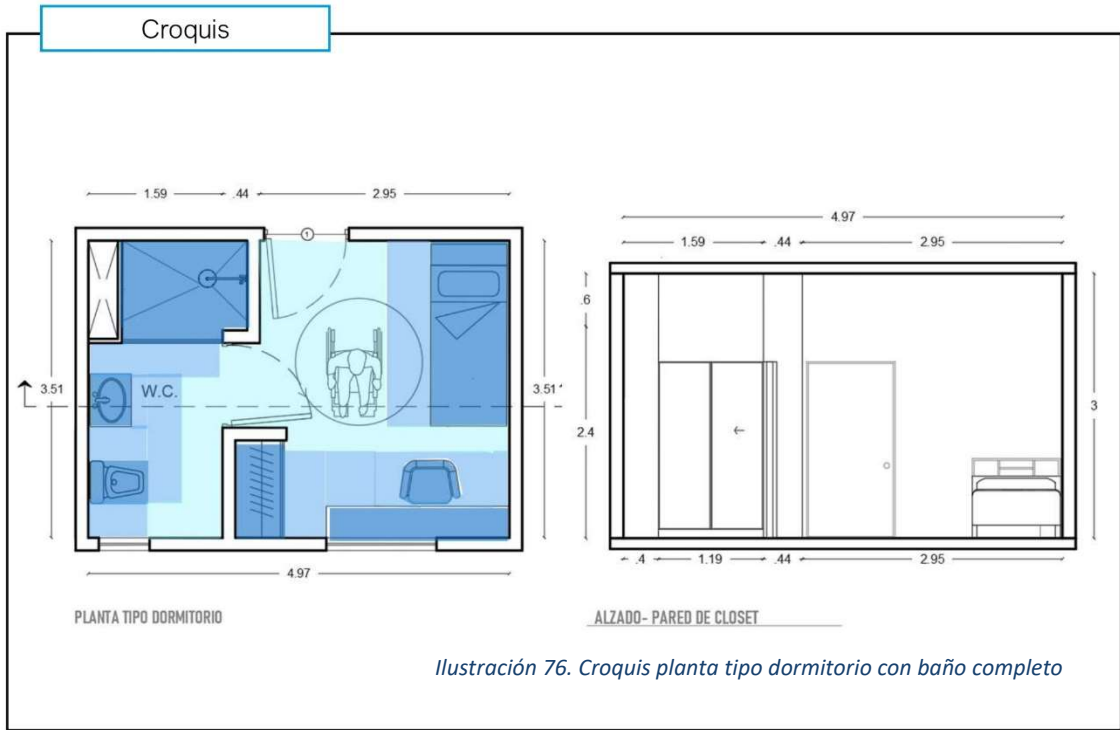 Croquis
1.59 .44 2.95
1
3.51
W.C.
3.51
4.97
PLANTA TIPO DORMITORIO
4.97
1.59 .44 2.95
.6
2.4
3
.4 1.19 .44 2.95
ALZADO- PARED DE CLOSET
Ilustración 76. Croquis planta tipo dormitorio con baño completo